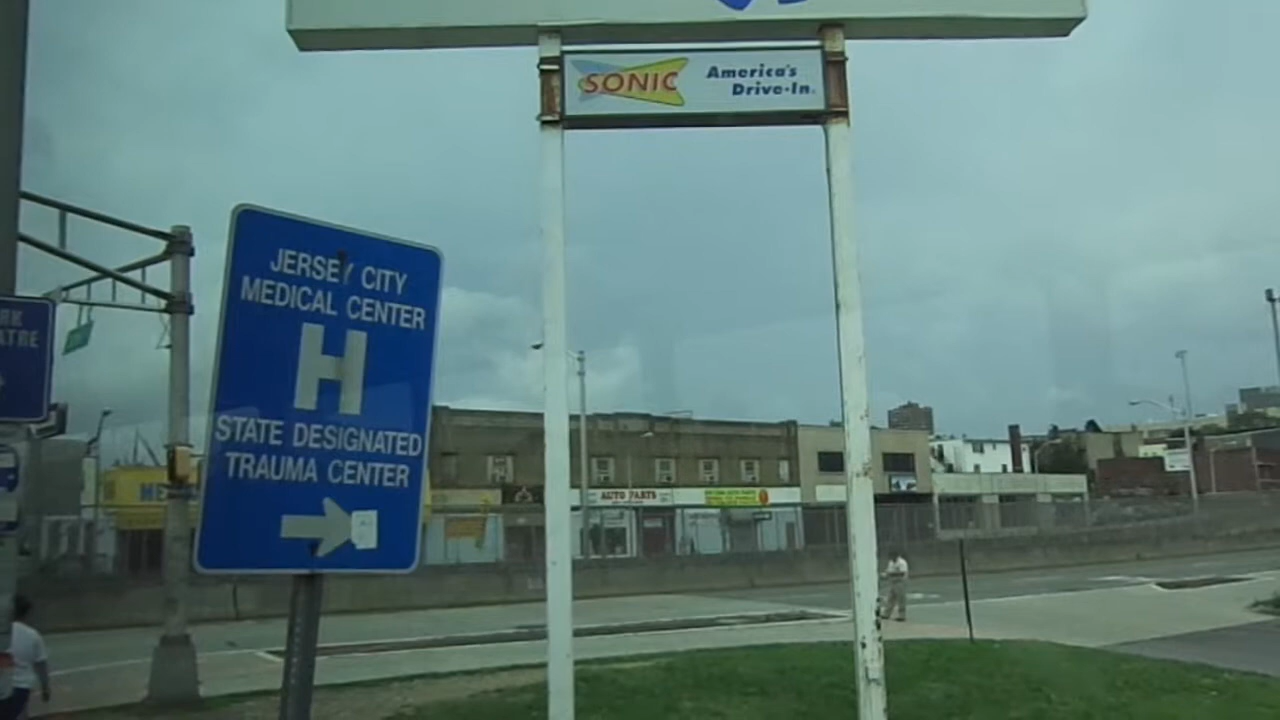 SONIC America's
Drive-In.
JERSEY CITY
MEDICAL CENTER
H
STATE DESIGNATED
TRAUMA CENTER
AUTO PARTS